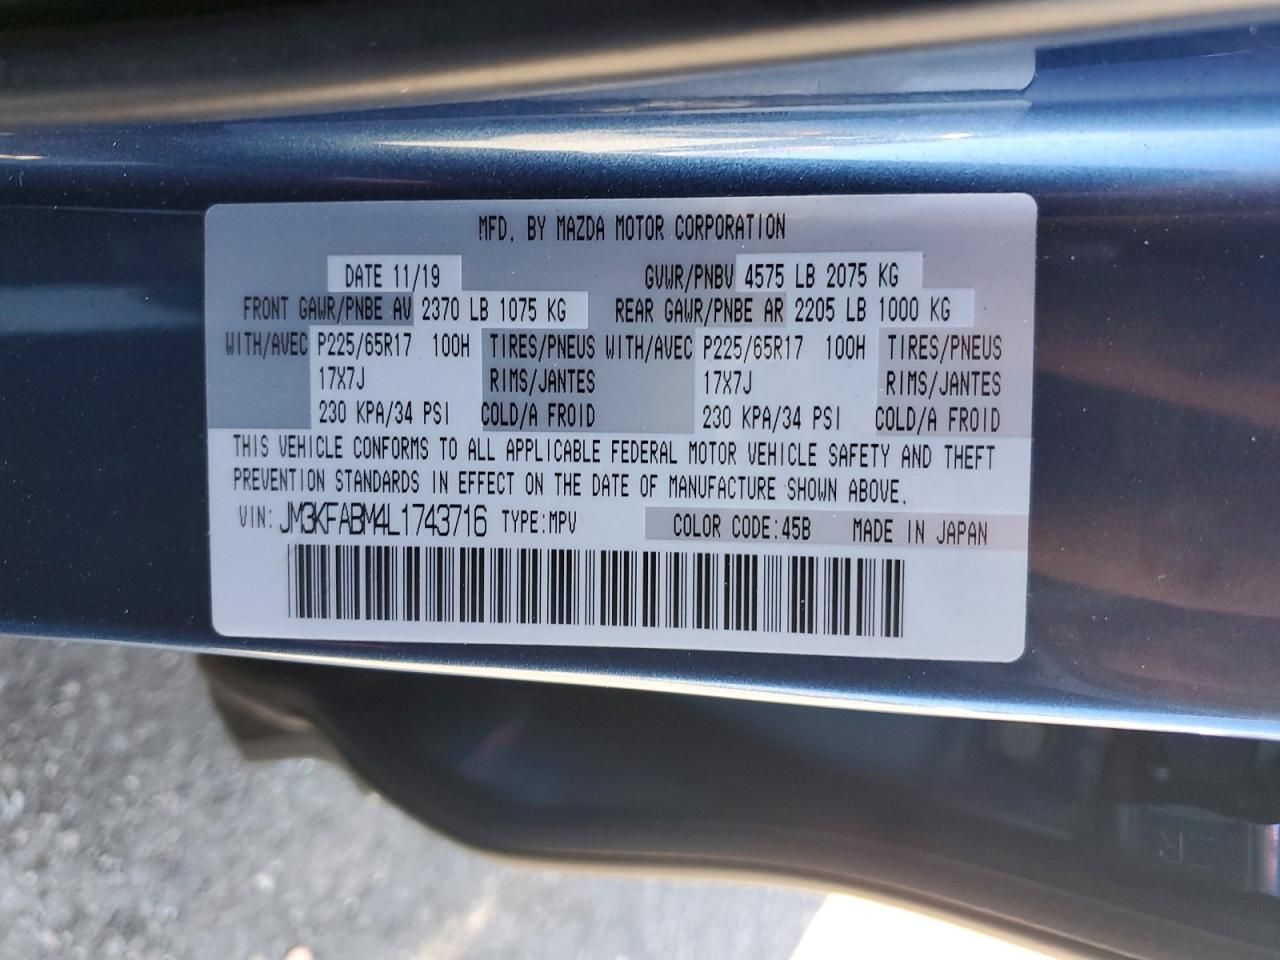 MFD. BY MAZDA MOTOR CORPORATION
DATE 11/19 GVWR/PNBV 4575 LB 2075 KG
FRONT GAWR/PNBE AV 2370 LB 1075 KG REAR GAWR/PNBE AR 2205 LB 1000 KG
WITH/AVEC P225/65R17 100H TIRES/PNEUS WITH/AVEC P225/65R17 100H TIRES/PNEUS
17X7J RIMS/JANTES 17X7J RIMS/JANTES
230 KPA/34 PSI COLD/A FROID 230 KPA/34 PSI COLD/A FROID
THIS VEHICLE CONFORMS TO ALL APPLICABLE FEDERAL MOTOR VEHICLE SAFETY AND THEFT
PREVENTION STANDARDS IN EFFECT ON THE DATE OF MANUFACTURE SHOWN ABOVE.
VIN: JM3KFABM4L1743716 TYPE:MPV COLOR CODE:45B MADE IN JAPAN